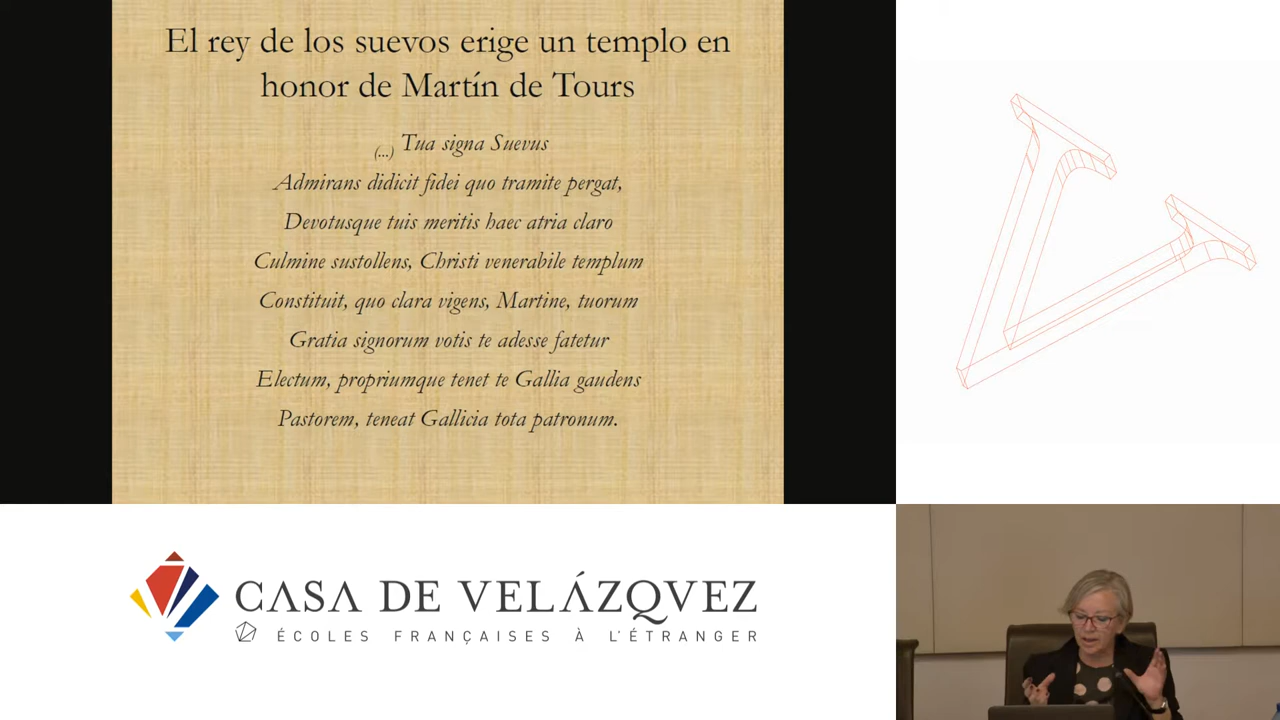 El rey de los suevos erige un templo en
honor de Martín de Tours
(...) Tua signa Suevus
Admirans didicit fidei quo tramite pergat,
Devotusque tuis meritis haec atria claro
Culmine sustollens, Christi venerabile templum
Constituit, quo clara vigens, Martine, tuorum
Gratia signorum votis te adesse fatetur
Electum, propriumque tenet te Gallia gaudens
Pastorem, teneat Gallicia tota patronum.
CASA DE VELÁZQVEZ
ÉCOLES FRANÇAISES À L'ÉTRANGER